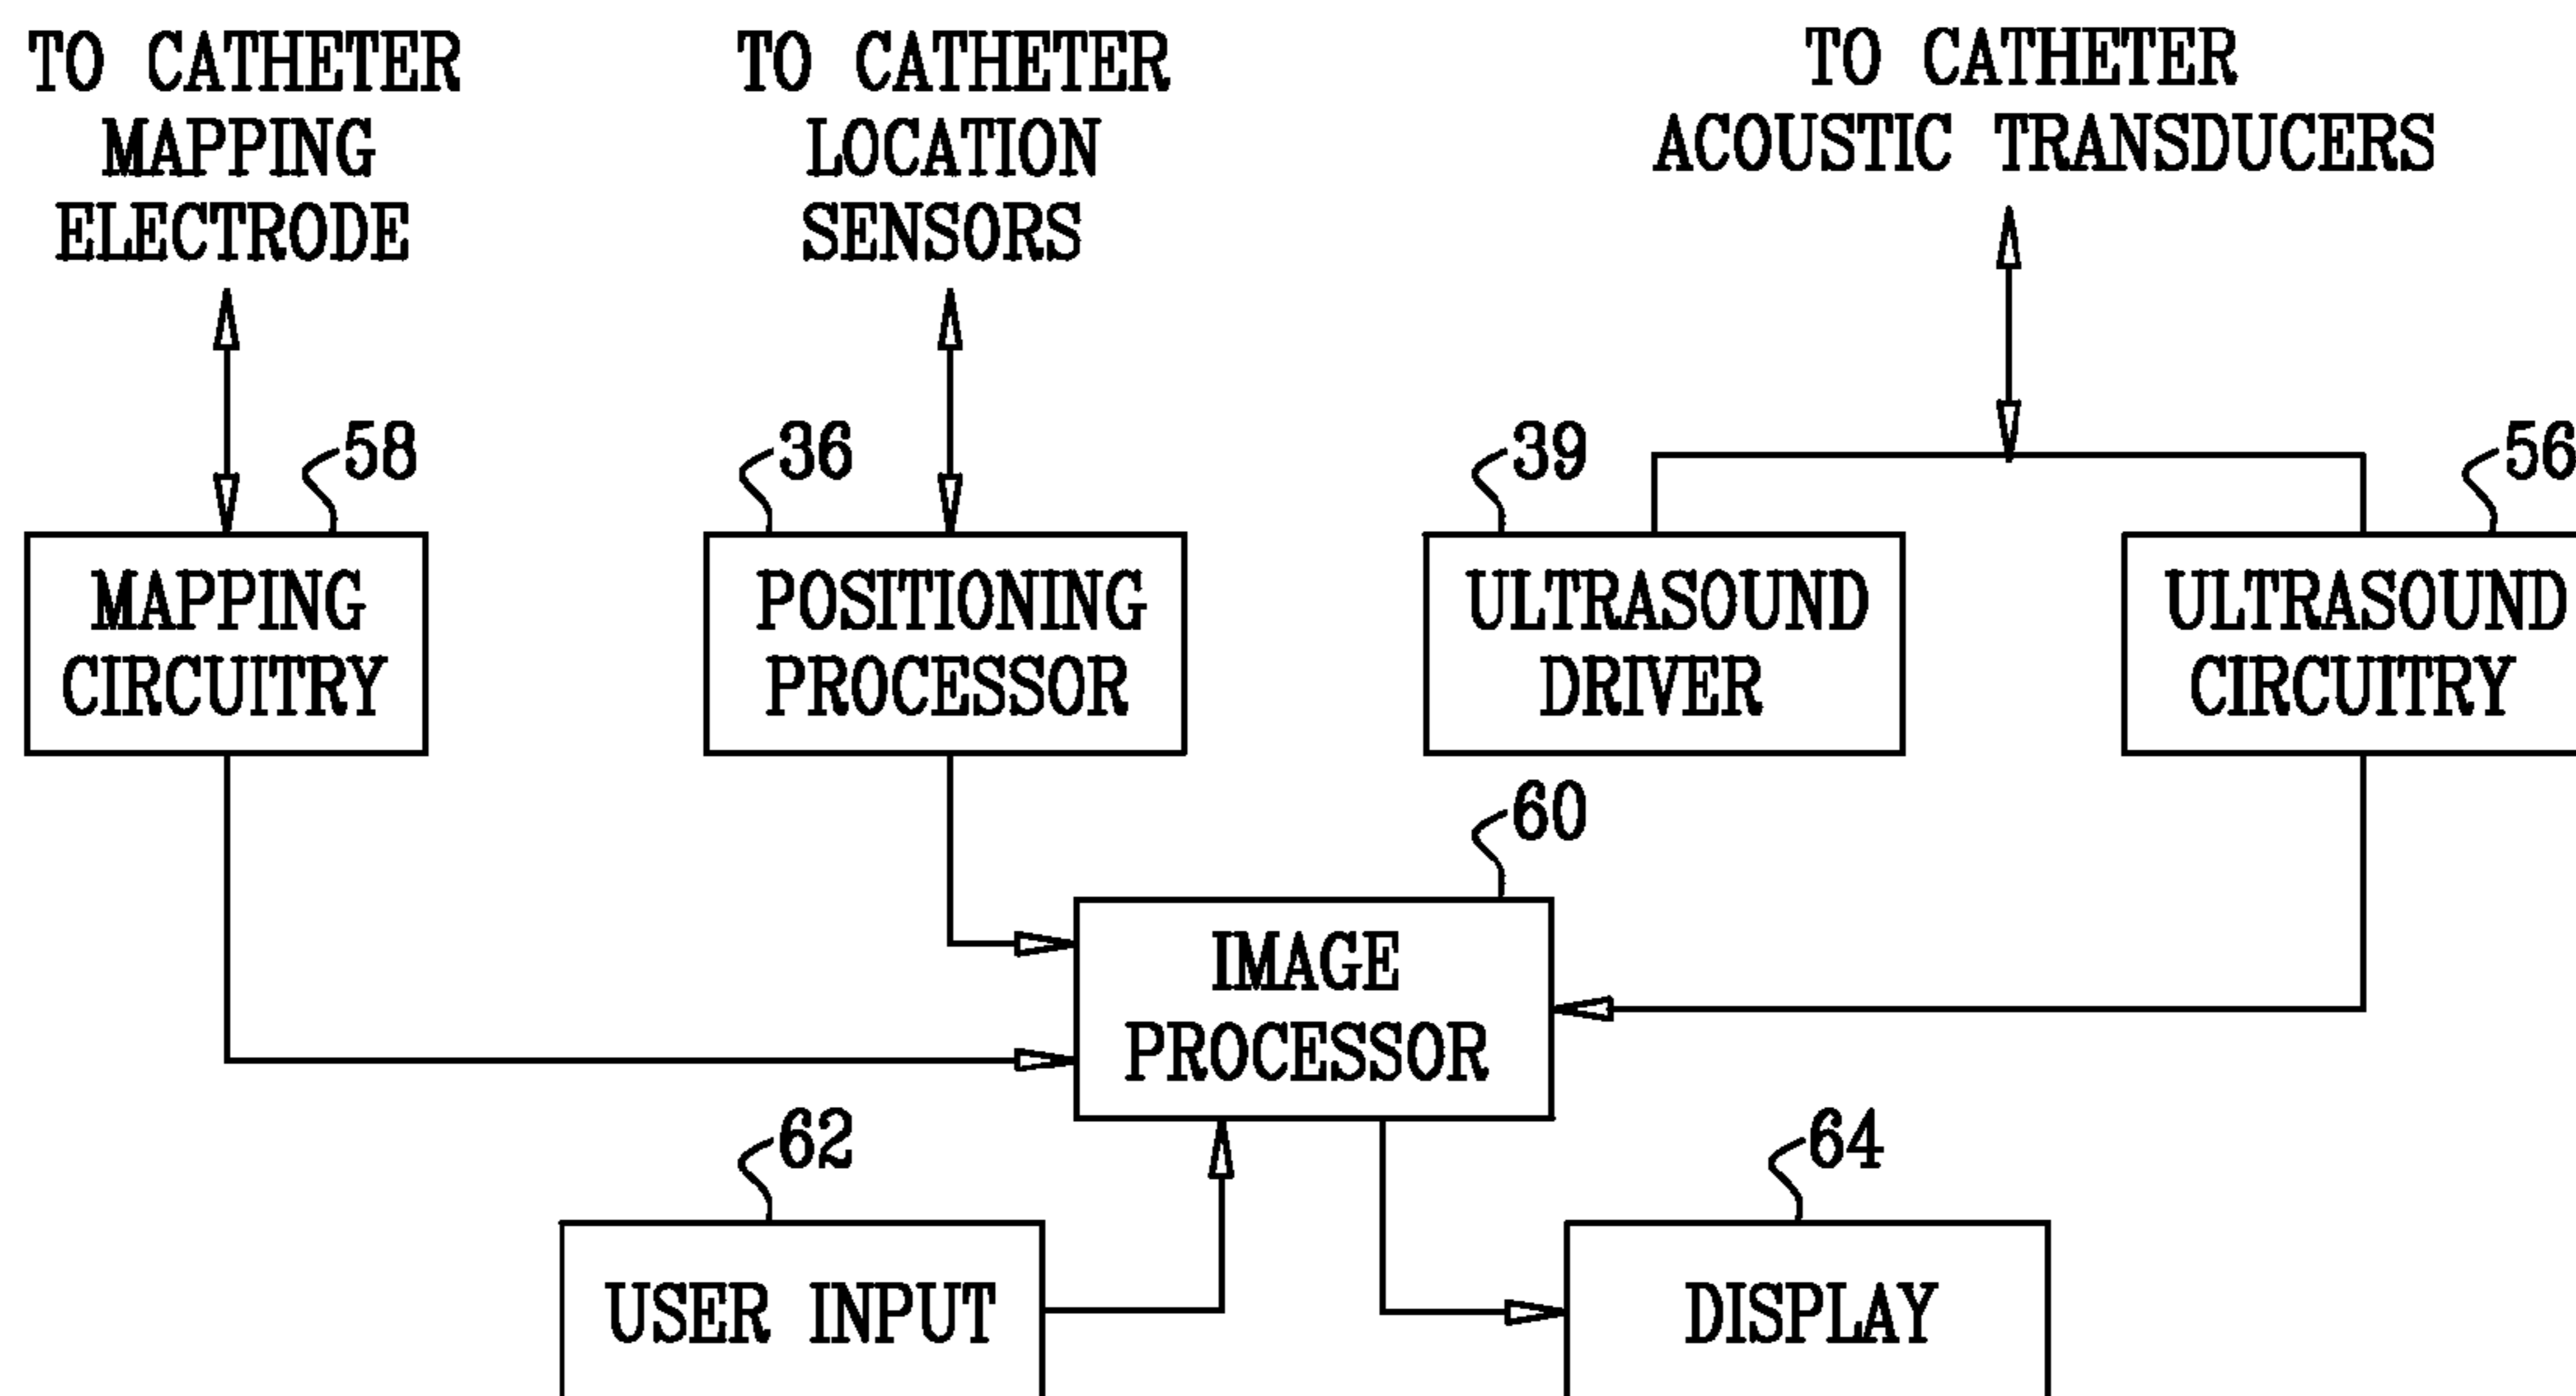 TO CATHETER
MAPPING
ELECTRODE
TO CATHETER
LOCATION
SENSORS
TO CATHETER
ACOUSTIC TRANSDUCERS
58
36
39
56
MAPPING
CIRCUITRY
POSITIONING
PROCESSOR
ULTRASOUND
DRIVER
ULTRASOUND
CIRCUITRY
60
IMAGE
PROCESSOR
62
64
USER INPUT
DISPLAY